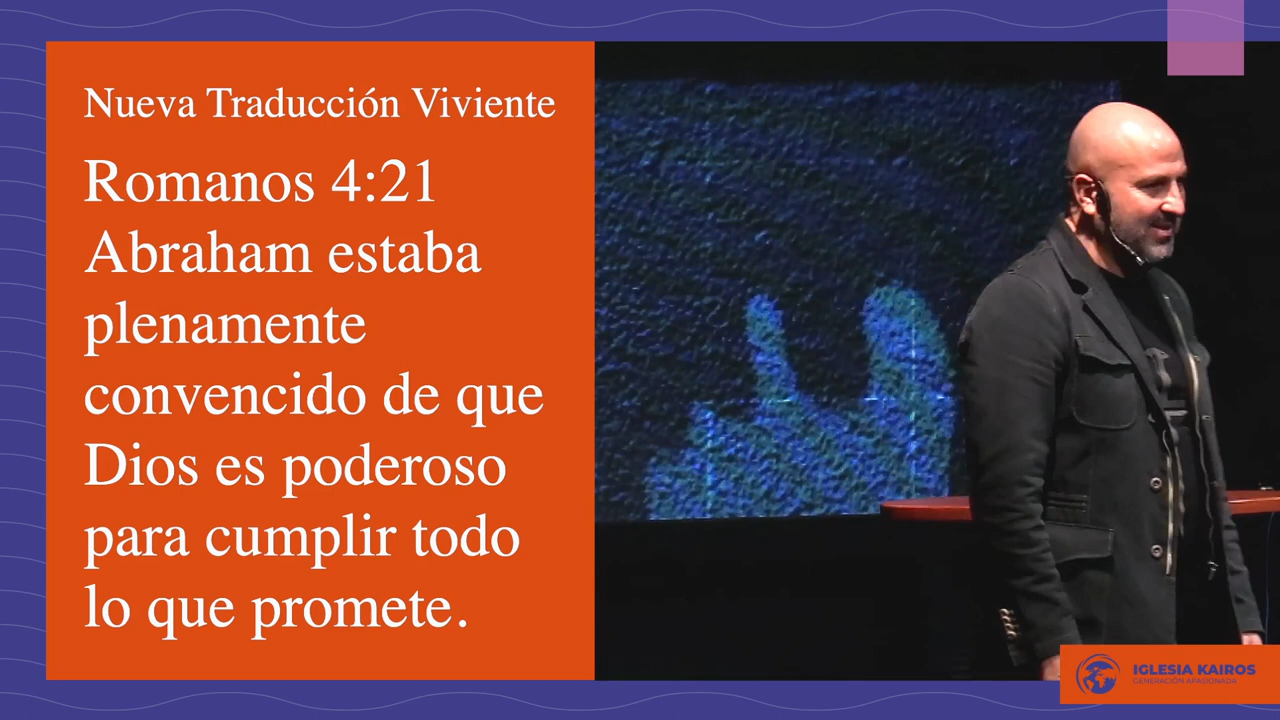 Nueva Traducción Viviente
Romanos 4:21
Abraham estaba
plenamente
convencido de que
Dios es poderoso
para cumplir todo
lo que promete.
IGLESIA KAIROS
GENERACIÓN APASIONADA